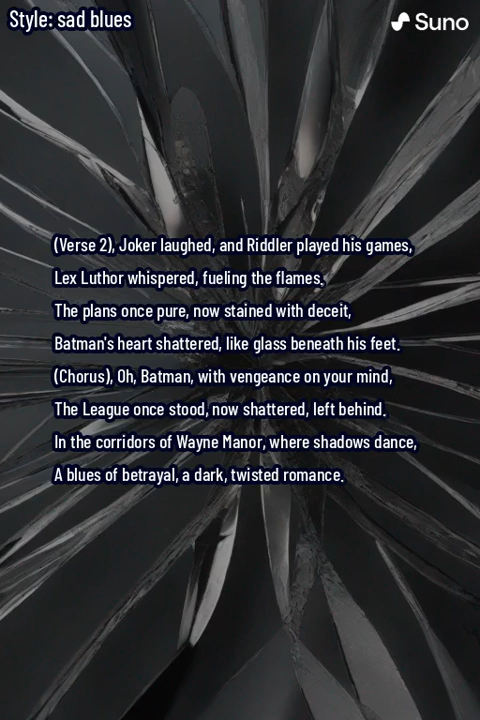 Style: sad blues
Suno
(Verse 2), Joker laughed, and Riddler played his games,
Lex Luthor whispered, fueling the flames.
The plans once pure, now stained with deceit,
Batman's heart shattered, like glass beneath his feet.
(Chorus), Oh, Batman, with vengeance on your mind,
The League once stood, now shattered, left behind.
In the corridors of Wayne Manor, where shadows dance,
A blues of betrayal, a dark, twisted romance.